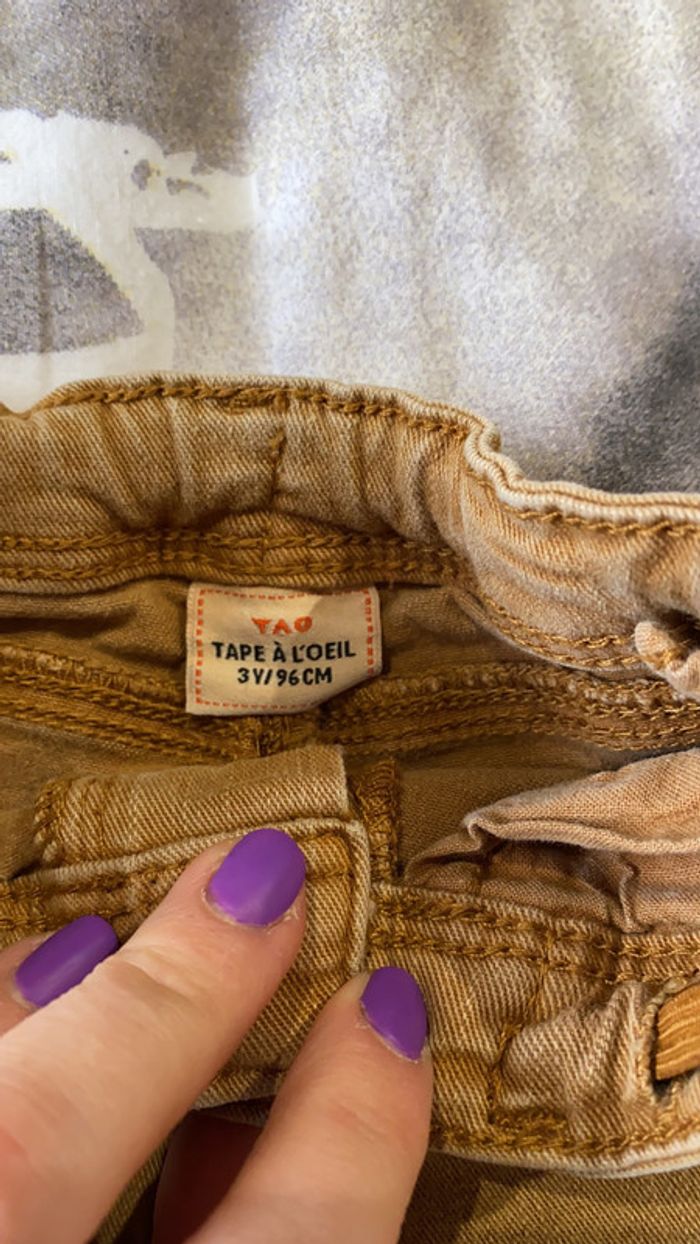 TAO
TAPE À L'OEIL
3Y/96CM